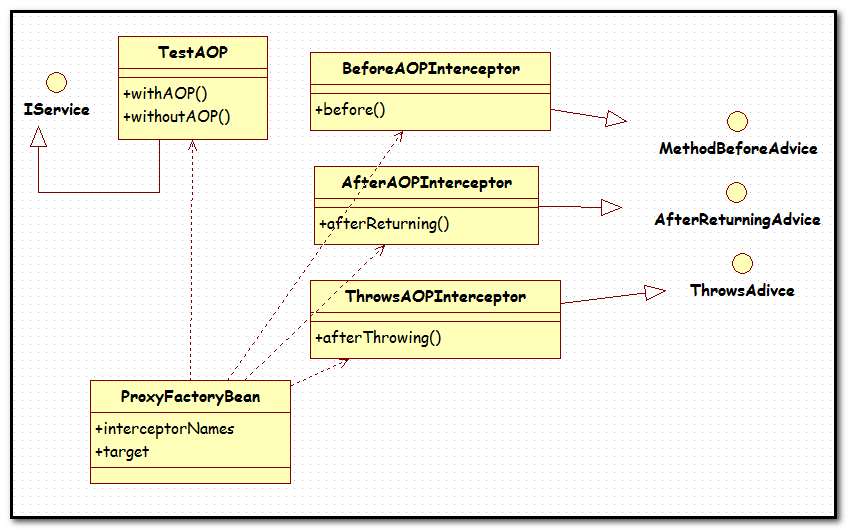 IService
TestAOP
+withAOP()
+withoutAOP()
BeforeAOPInterceptor
+before()
MethodBeforeAdvice
AfterAOPInterceptor
+afterReturning()
AfterReturningAdvice
ThrowsAOPInterceptor
+afterThrowing()
ThrowsAdivce
ProxyFactoryBean
+interceptorNames
+target